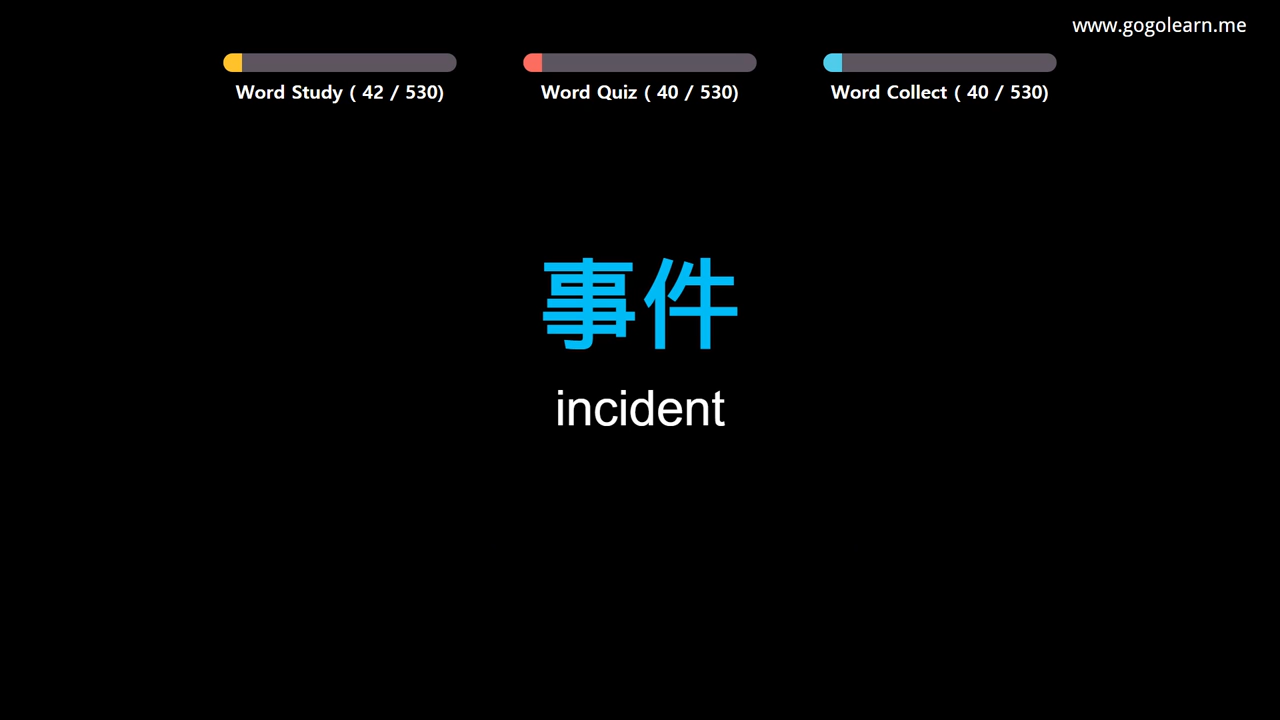 www.gogolearn.me
Word Study ( 42 / 530)
Word Quiz ( 40 / 530)
Word Collect ( 40 / 530)
事件
incident